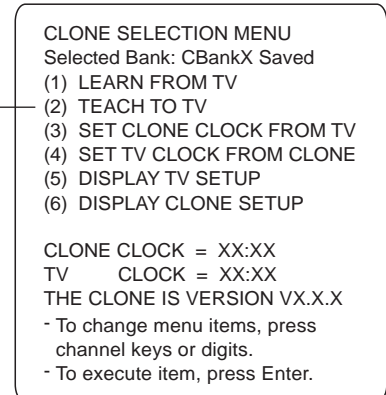 CLONE SELECTION MENU
Selected Bank: CBankX Saved
(1) LEARN FROM TV
(2) TEACH TO TV
(3) SET CLONE CLOCK FROM TV
(4) SET TV CLOCK FROM CLONE
(5) DISPLAY TV SETUP
(6) DISPLAY CLONE SETUP
CLONE CLOCK = XX:XX
TV CLOCK = XX:XX
THE CLONE IS VERSION VX.X.X
- To change menu items, press
channel keys or digits.
- To execute item, press Enter.